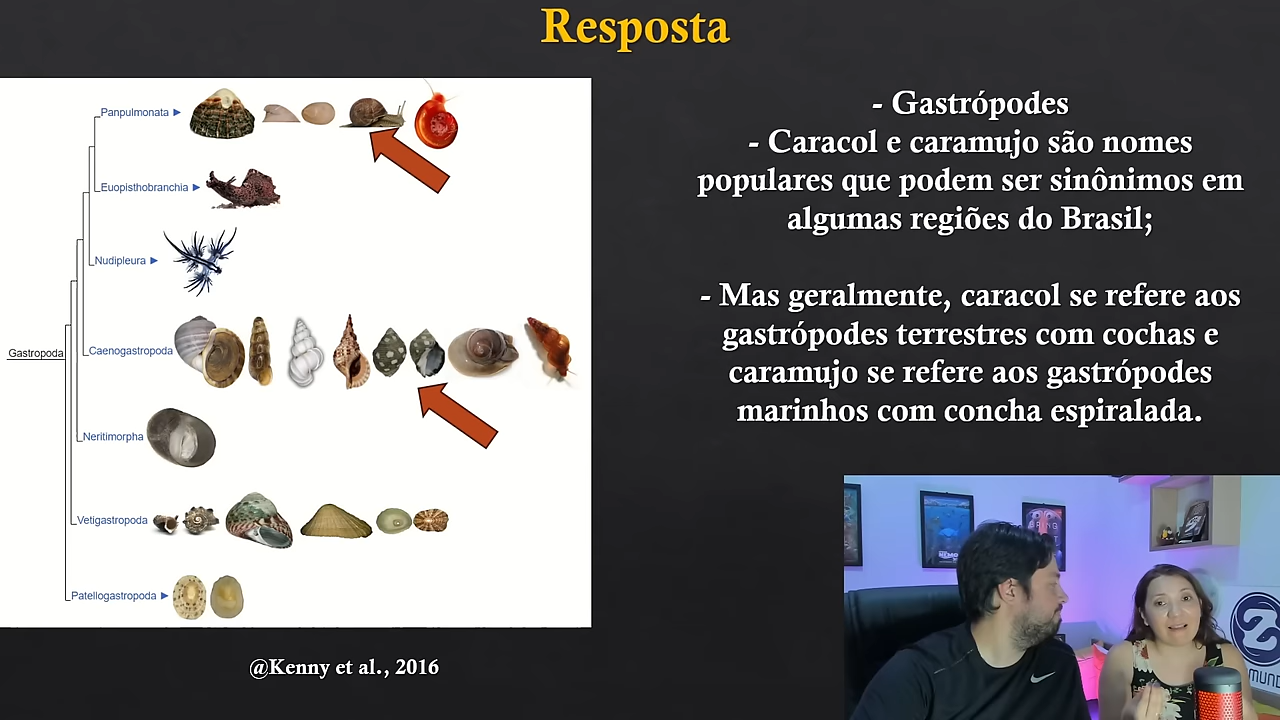 Resposta
Panpulmonata
Euopisthobranchia
Nudipleura
Gastropoda
Caenogastropoda
Neritimorpha
Vetigastropoda
Patellogastropoda
@Kenny et al., 2016
- Gastrópodes
- Caracol e caramujo são nomes
populares que podem ser sinônimos em
algumas regiões do Brasil;
- Mas geralmente, caracol se refere aos
gastrópodes terrestres com cochas e
caramujo se refere aos gastrópodes
marinhos com concha espiralada.